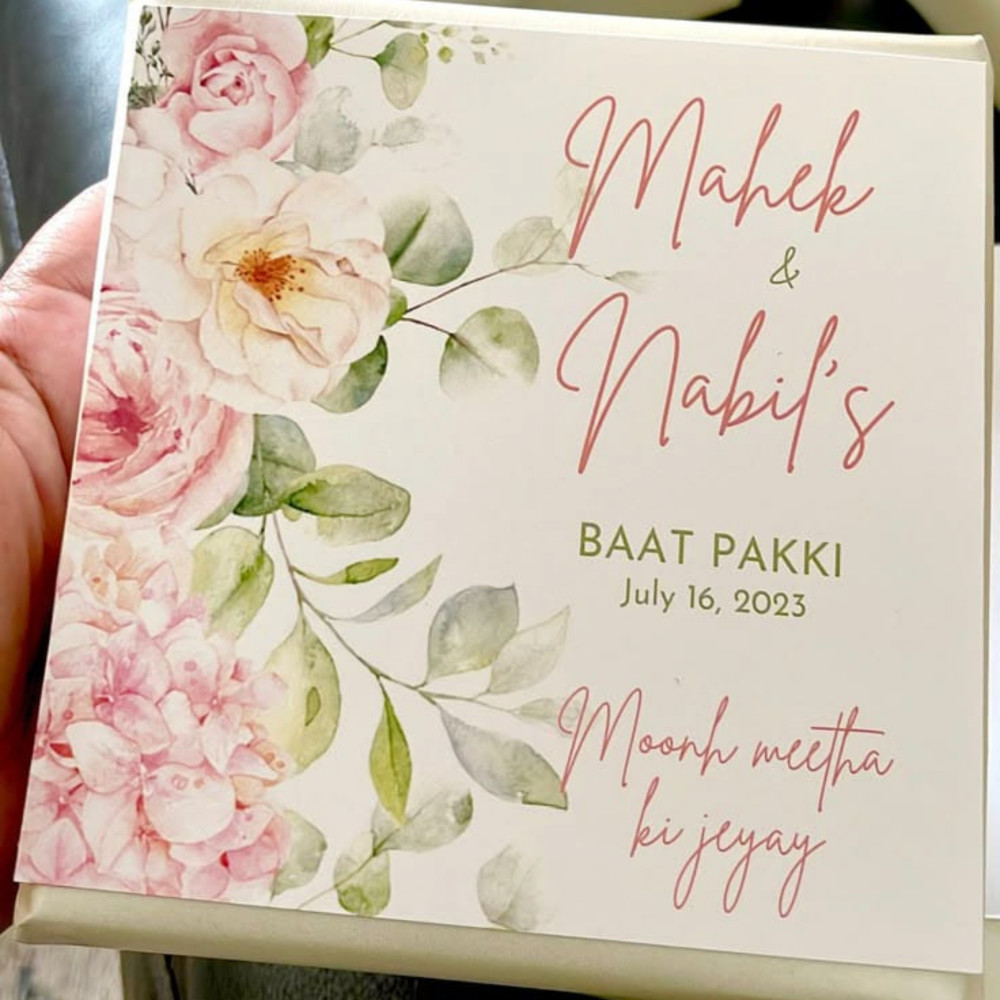 Mahek
&
Nabil's
BAAT PAKKI
July 16, 2023
Moonh meetha
ki jeyay